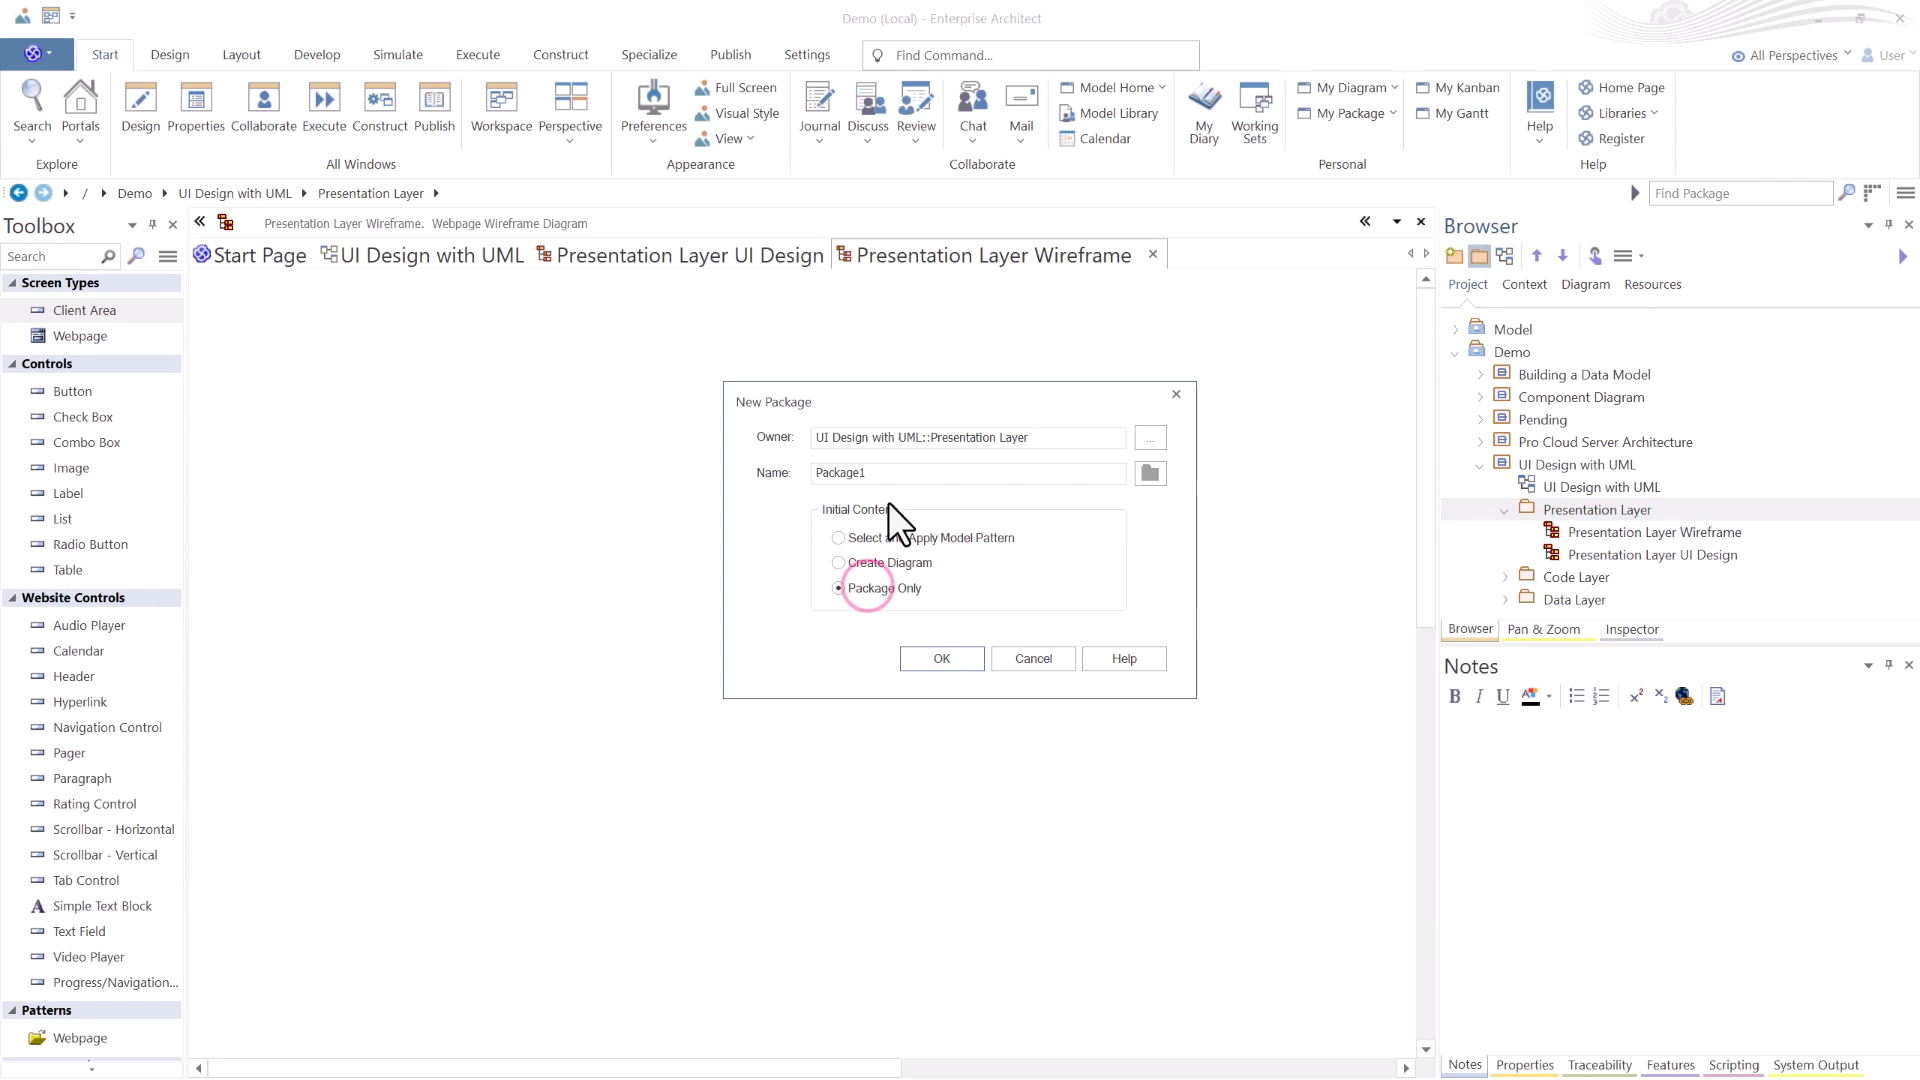 Demo (Local) - Enterprise Architect
Start
Design
Layout
Develop
Simulate
Execute
Construct
Specialize
Publish
Settings
Find Command...
All Perspectives
User
Search
Portals
Explore
Design
Properties
Collaborate
Execute
Construct
Publish
Workspace
Perspective
All Windows
Preferences
Full Screen
Visual Style
View
Appearance
Journal
Discuss
Review
Chat
Mail
Model Home
Model Library
Calendar
Collaborate
My Diary
Working Sets
My Diagram
My Package
My Kanban
My Gantt
Personal
Help
Home Page
Libraries
Register
Help
/
Demo
UI Design with UML
Presentation Layer
Find Package
Toolbox
Search
Screen Types
Client Area
Webpage
Controls
Button
Check Box
Combo Box
Image
Label
List
Radio Button
Table
Website Controls
Audio Player
Calendar
Header
Hyperlink
Navigation Control
Pager
Paragraph
Rating Control
Scrollbar - Horizontal
Scrollbar - Vertical
Tab Control
Simple Text Block
Text Field
Video Player
Progress/Navigation...
Patterns
Webpage
Presentation Layer Wireframe. Webpage Wireframe Diagram
Start Page
UI Design with UML
Presentation Layer UI Design
Presentation Layer Wireframe
New Package
Owner:
UI Design with UML::Presentation Layer
...
Name:
Package1
Initial Conte
Select and Apply Model Pattern
Create Diagram
Package Only
OK
Cancel
Help
Browser
Project
Context
Diagram
Resources
Model
Demo
Building a Data Model
Component Diagram
Pending
Pro Cloud Server Architecture
UI Design with UML
UI Design with UML
Presentation Layer
Presentation Layer Wireframe
Presentation Layer UI Design
Code Layer
Data Layer
Browser
Pan & Zoom
Inspector
Notes
Notes
Properties
Traceability
Features
Scripting
System Output